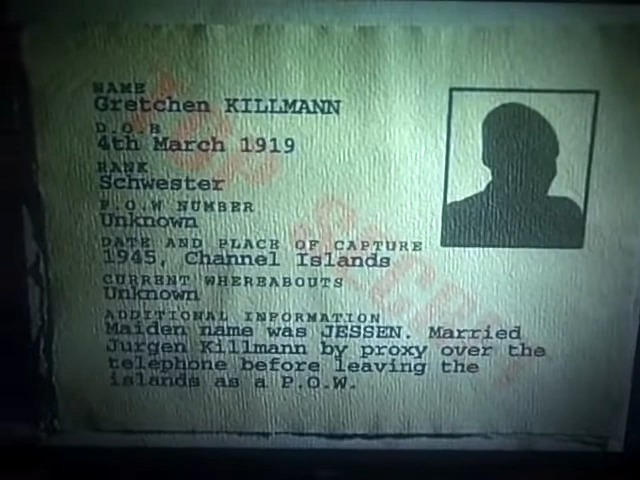 NAME
Gretchen KILLMANN
D.O.B
4th March 1919
RANK
Schwester
P.O.W NUMBER
Unknown
DATE AND PLACE OF CAPTURE
1945, Channel Islands
CURRENT WHEREABOUTS
Unknown
ADDITIONAL INFORMATION
Maiden name was JESSEN. Married
Jurgen Killmann by proxy over the
telephone before leaving the
islands as a P.O.W.
TOP SECRET